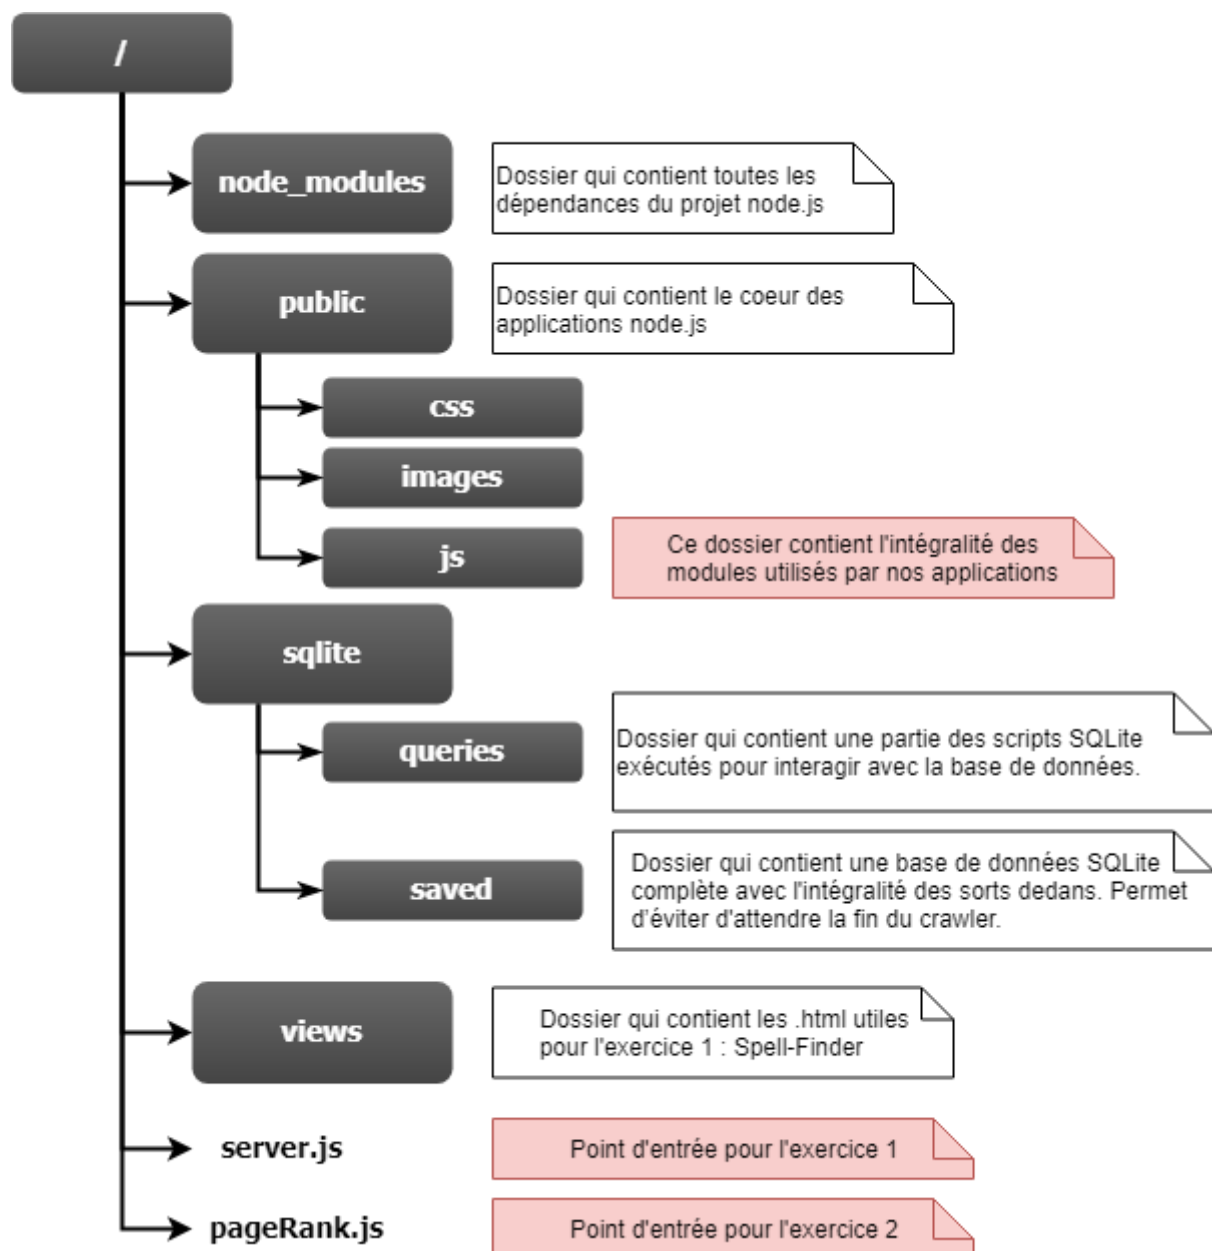 /
node_modules
Dossier qui contient toutes les
dépendances du projet node.js
public
Dossier qui contient le coeur des
applications node.js
css
images
js
Ce dossier contient l'intégralité des
modules utilisés par nos applications
sqlite
queries
Dossier qui contient une partie des scripts SQLite
exécutés pour interagir avec la base de données.
saved
Dossier qui contient une base de données SQLite
complète avec l'intégralité des sorts dedans. Permet
d'éviter d'attendre la fin du crawler.
views
Dossier qui contient les .html utiles
pour l'exercice 1 : Spell-Finder
server.js
Point d'entrée pour l'exercice 1
pageRank.js
Point d'entrée pour l'exercice 2